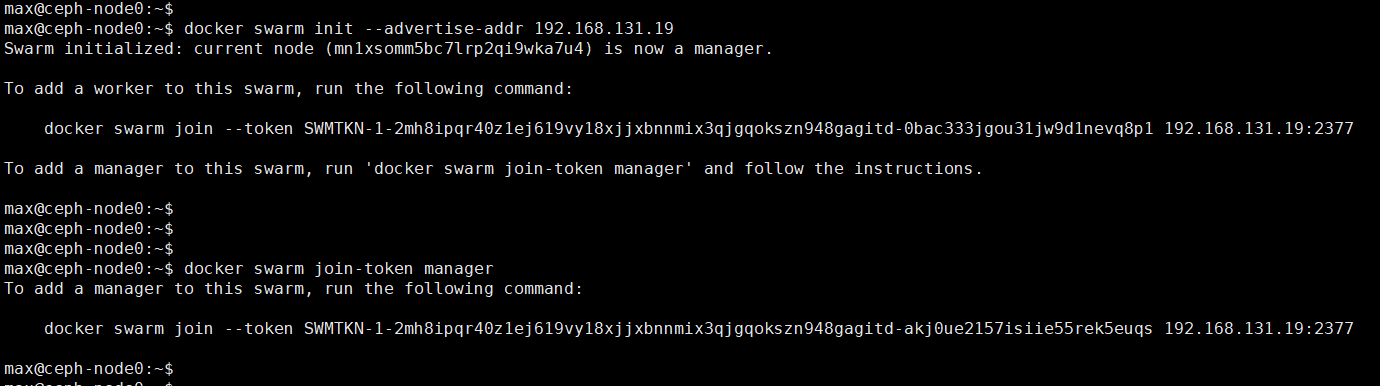 max@ceph-node0:~$
max@ceph-node0:~$ docker swarm init --advertise-addr 192.168.131.19
Swarm initialized: current node (mn1xsomm5bc7lrp2qi9wka7u4) is now a manager.
To add a worker to this swarm, run the following command:
docker swarm join --token SWMTKN-1-2mh8ipqr40z1ej619vy18xjjxbnnmix3qjgqokszn948gagitd-0bac333jgou31jw9d1nevq8p1 192.168.131.19:2377
To add a manager to this swarm, run 'docker swarm join-token manager' and follow the instructions.
max@ceph-node0:~$
max@ceph-node0:~$
max@ceph-node0:~$
max@ceph-node0:~$ docker swarm join-token manager
To add a manager to this swarm, run the following command:
docker swarm join --token SWMTKN-1-2mh8ipqr40z1ej619vy18xjjxbnnmix3qjgqokszn948gagitd-akj0ue2157isiie55rek5euqs 192.168.131.19:2377
max@ceph-node0:~$
max@ceph-node0:~$